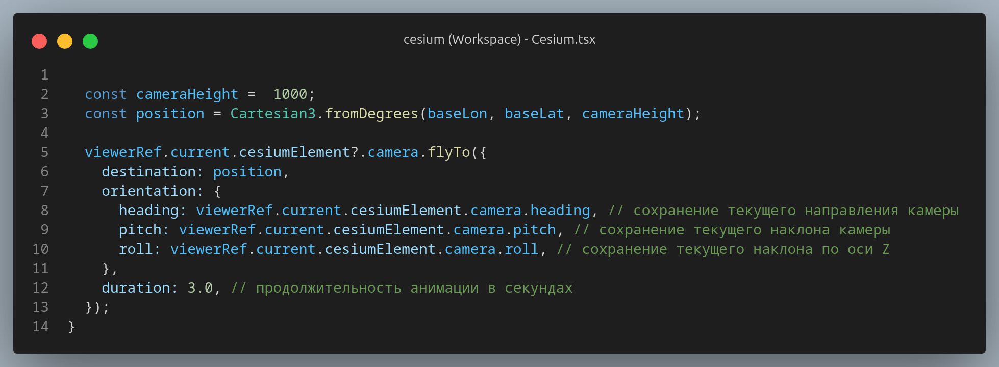 cesium (Workspace) - Cesium.tsx
1
2 const cameraHeight =  1000;
3 const position = Cartesian3.fromDegrees(baseLon, baseLat, cameraHeight);
4
5 viewerRef.current.cesiumElement?.camera.flyTo({
6 destination: position,
7 orientation: {
8 heading: viewerRef.current.cesiumElement.camera.heading, // сохранение текущего направления камеры
9 pitch: viewerRef.current.cesiumElement.camera.pitch, // сохранение текущего наклона камеры
10 roll: viewerRef.current.cesiumElement.camera.roll, // сохранение текущего наклона по оси Z
11 },
12 duration: 3.0, // продолжительность анимации в секундах
13 });
14 }